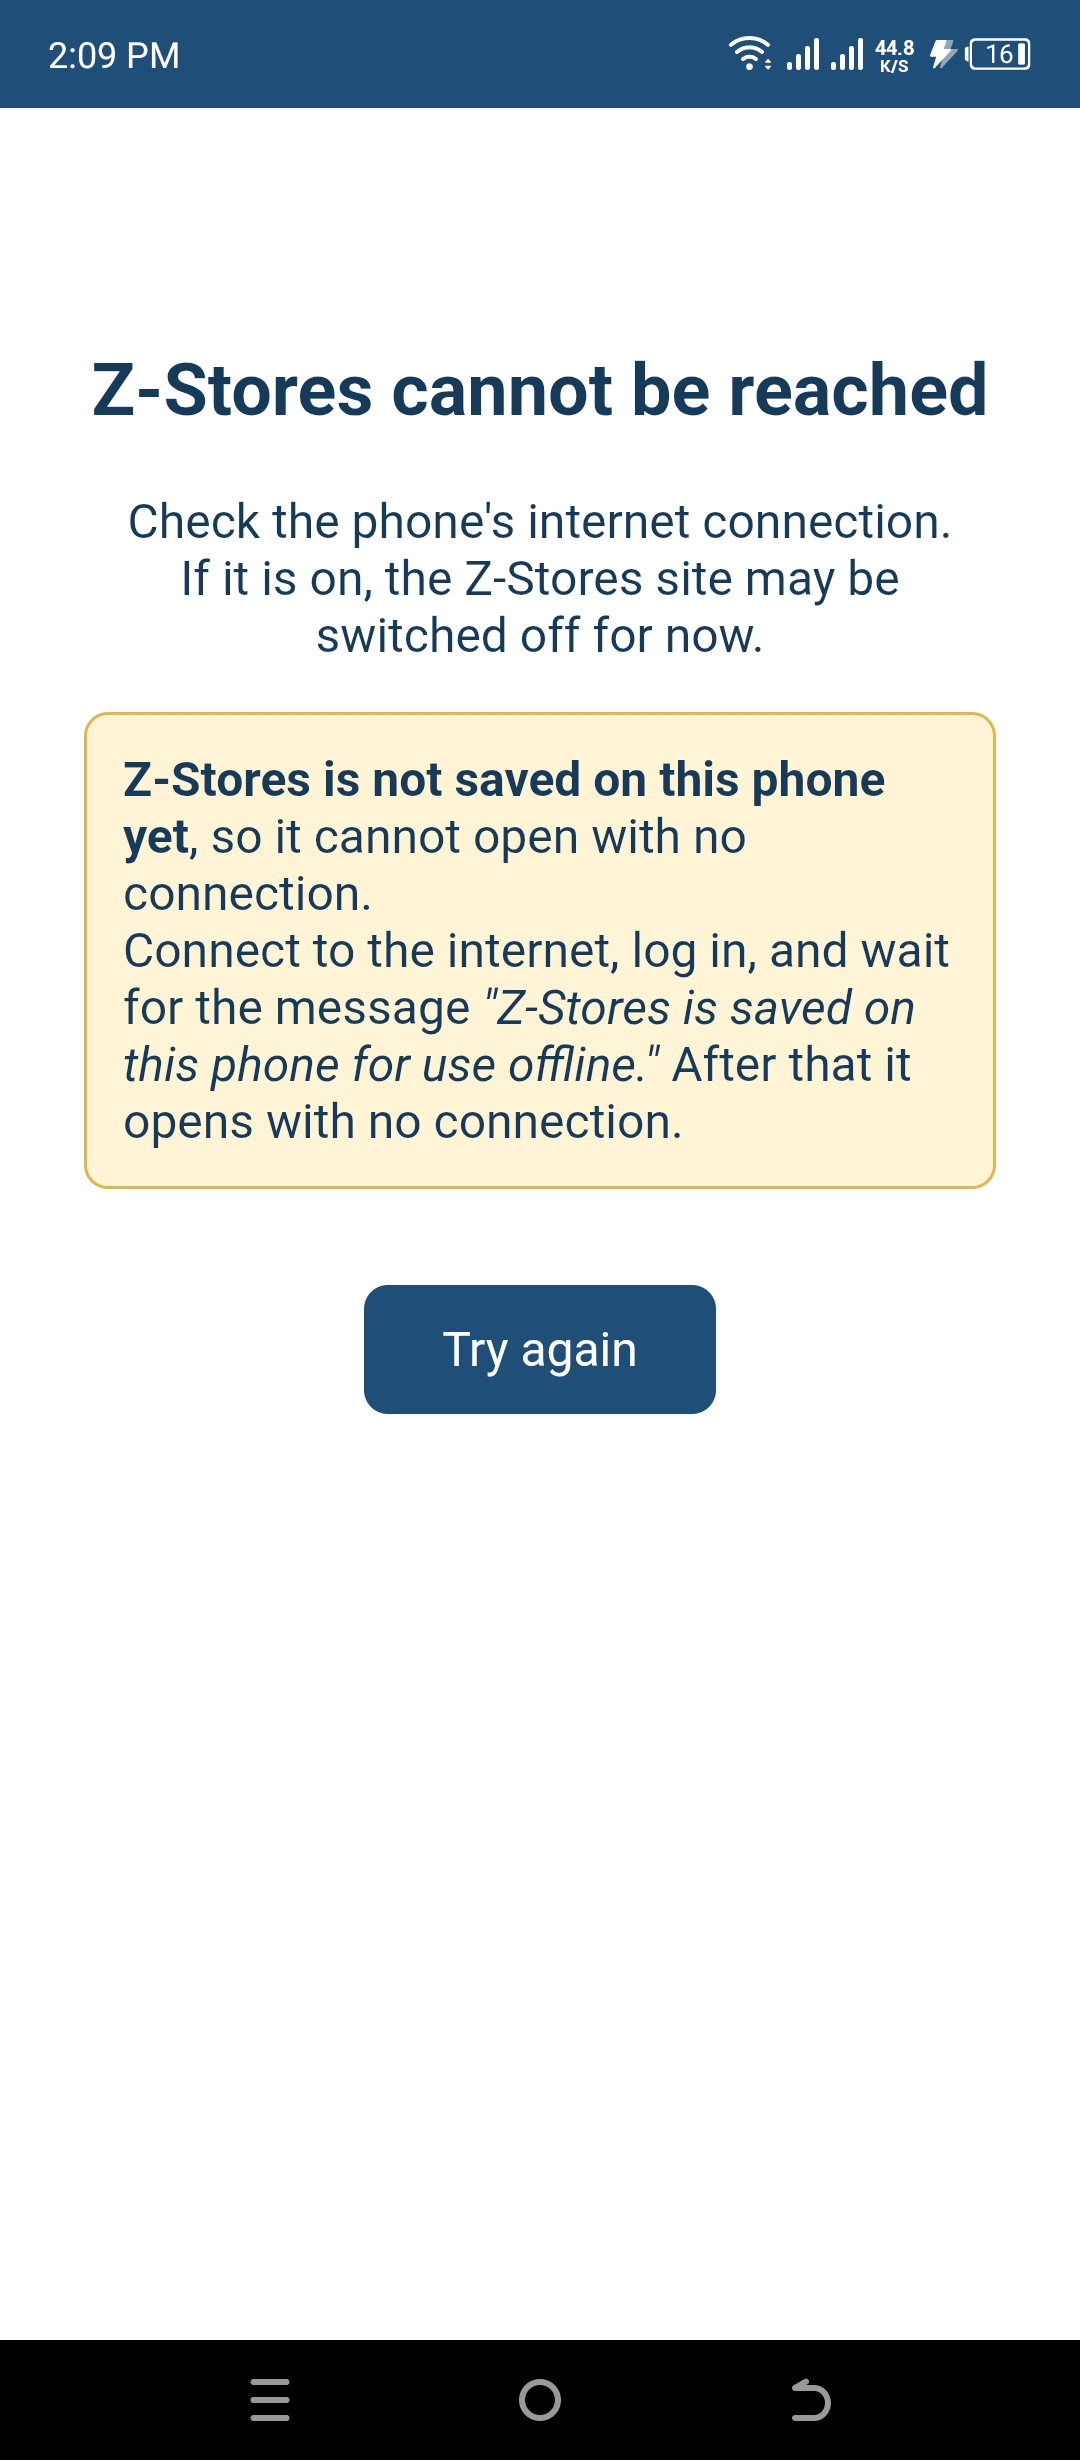 2:09 PM
44.8
K/S
16
Z-Stores cannot be reached
Check the phone's internet connection.
If it is on, the Z-Stores site may be
switched off for now.
Z-Stores is not saved on this phone
yet, so it cannot open with no
connection.
Connect to the internet, log in, and wait
for the message "Z-Stores is saved on
this phone for use offline." After that it
opens with no connection.
Try again